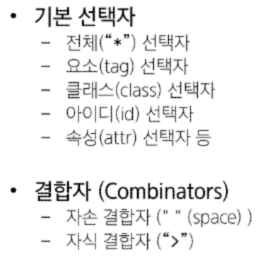 • 기본 선택자
– 전체("*") 선택자
– 요소(tag) 선택자
– 클래스(class) 선택자
– 아이디(id) 선택자
– 속성(attr) 선택자 등
• 결합자 (Combinators)
– 자손 결합자 (" " (space) )
– 자식 결합자 (">")